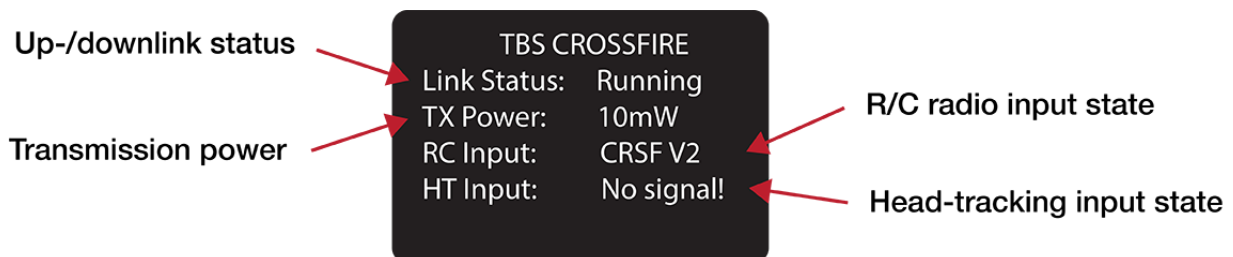 Up-/downlink status
Transmission power
TBS CROSSFIRE
Link Status: Running
TX Power: 10mW
RC Input: CRSF V2
HT Input: No signal!
R/C radio input state
Head-tracking input state